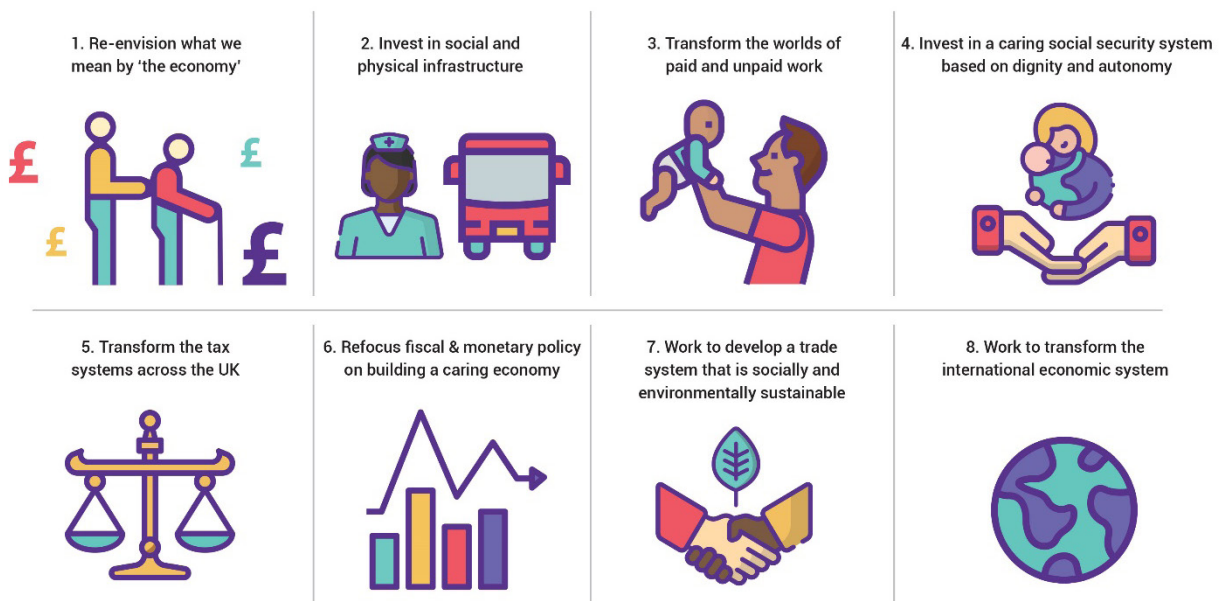 1. Re-envision what we
mean by ‘the economy’
2. Invest in social and
physical infrastructure
3. Transform the worlds of
paid and unpaid work
4. Invest in a caring social security system
based on dignity and autonomy
£
£
£
£
5. Transform the tax
systems across the UK
6. Refocus fiscal & monetary policy
on building a caring economy
7. Work to develop a trade
system that is socially and
environmentally sustainable
8. Work to transform the
international economic system